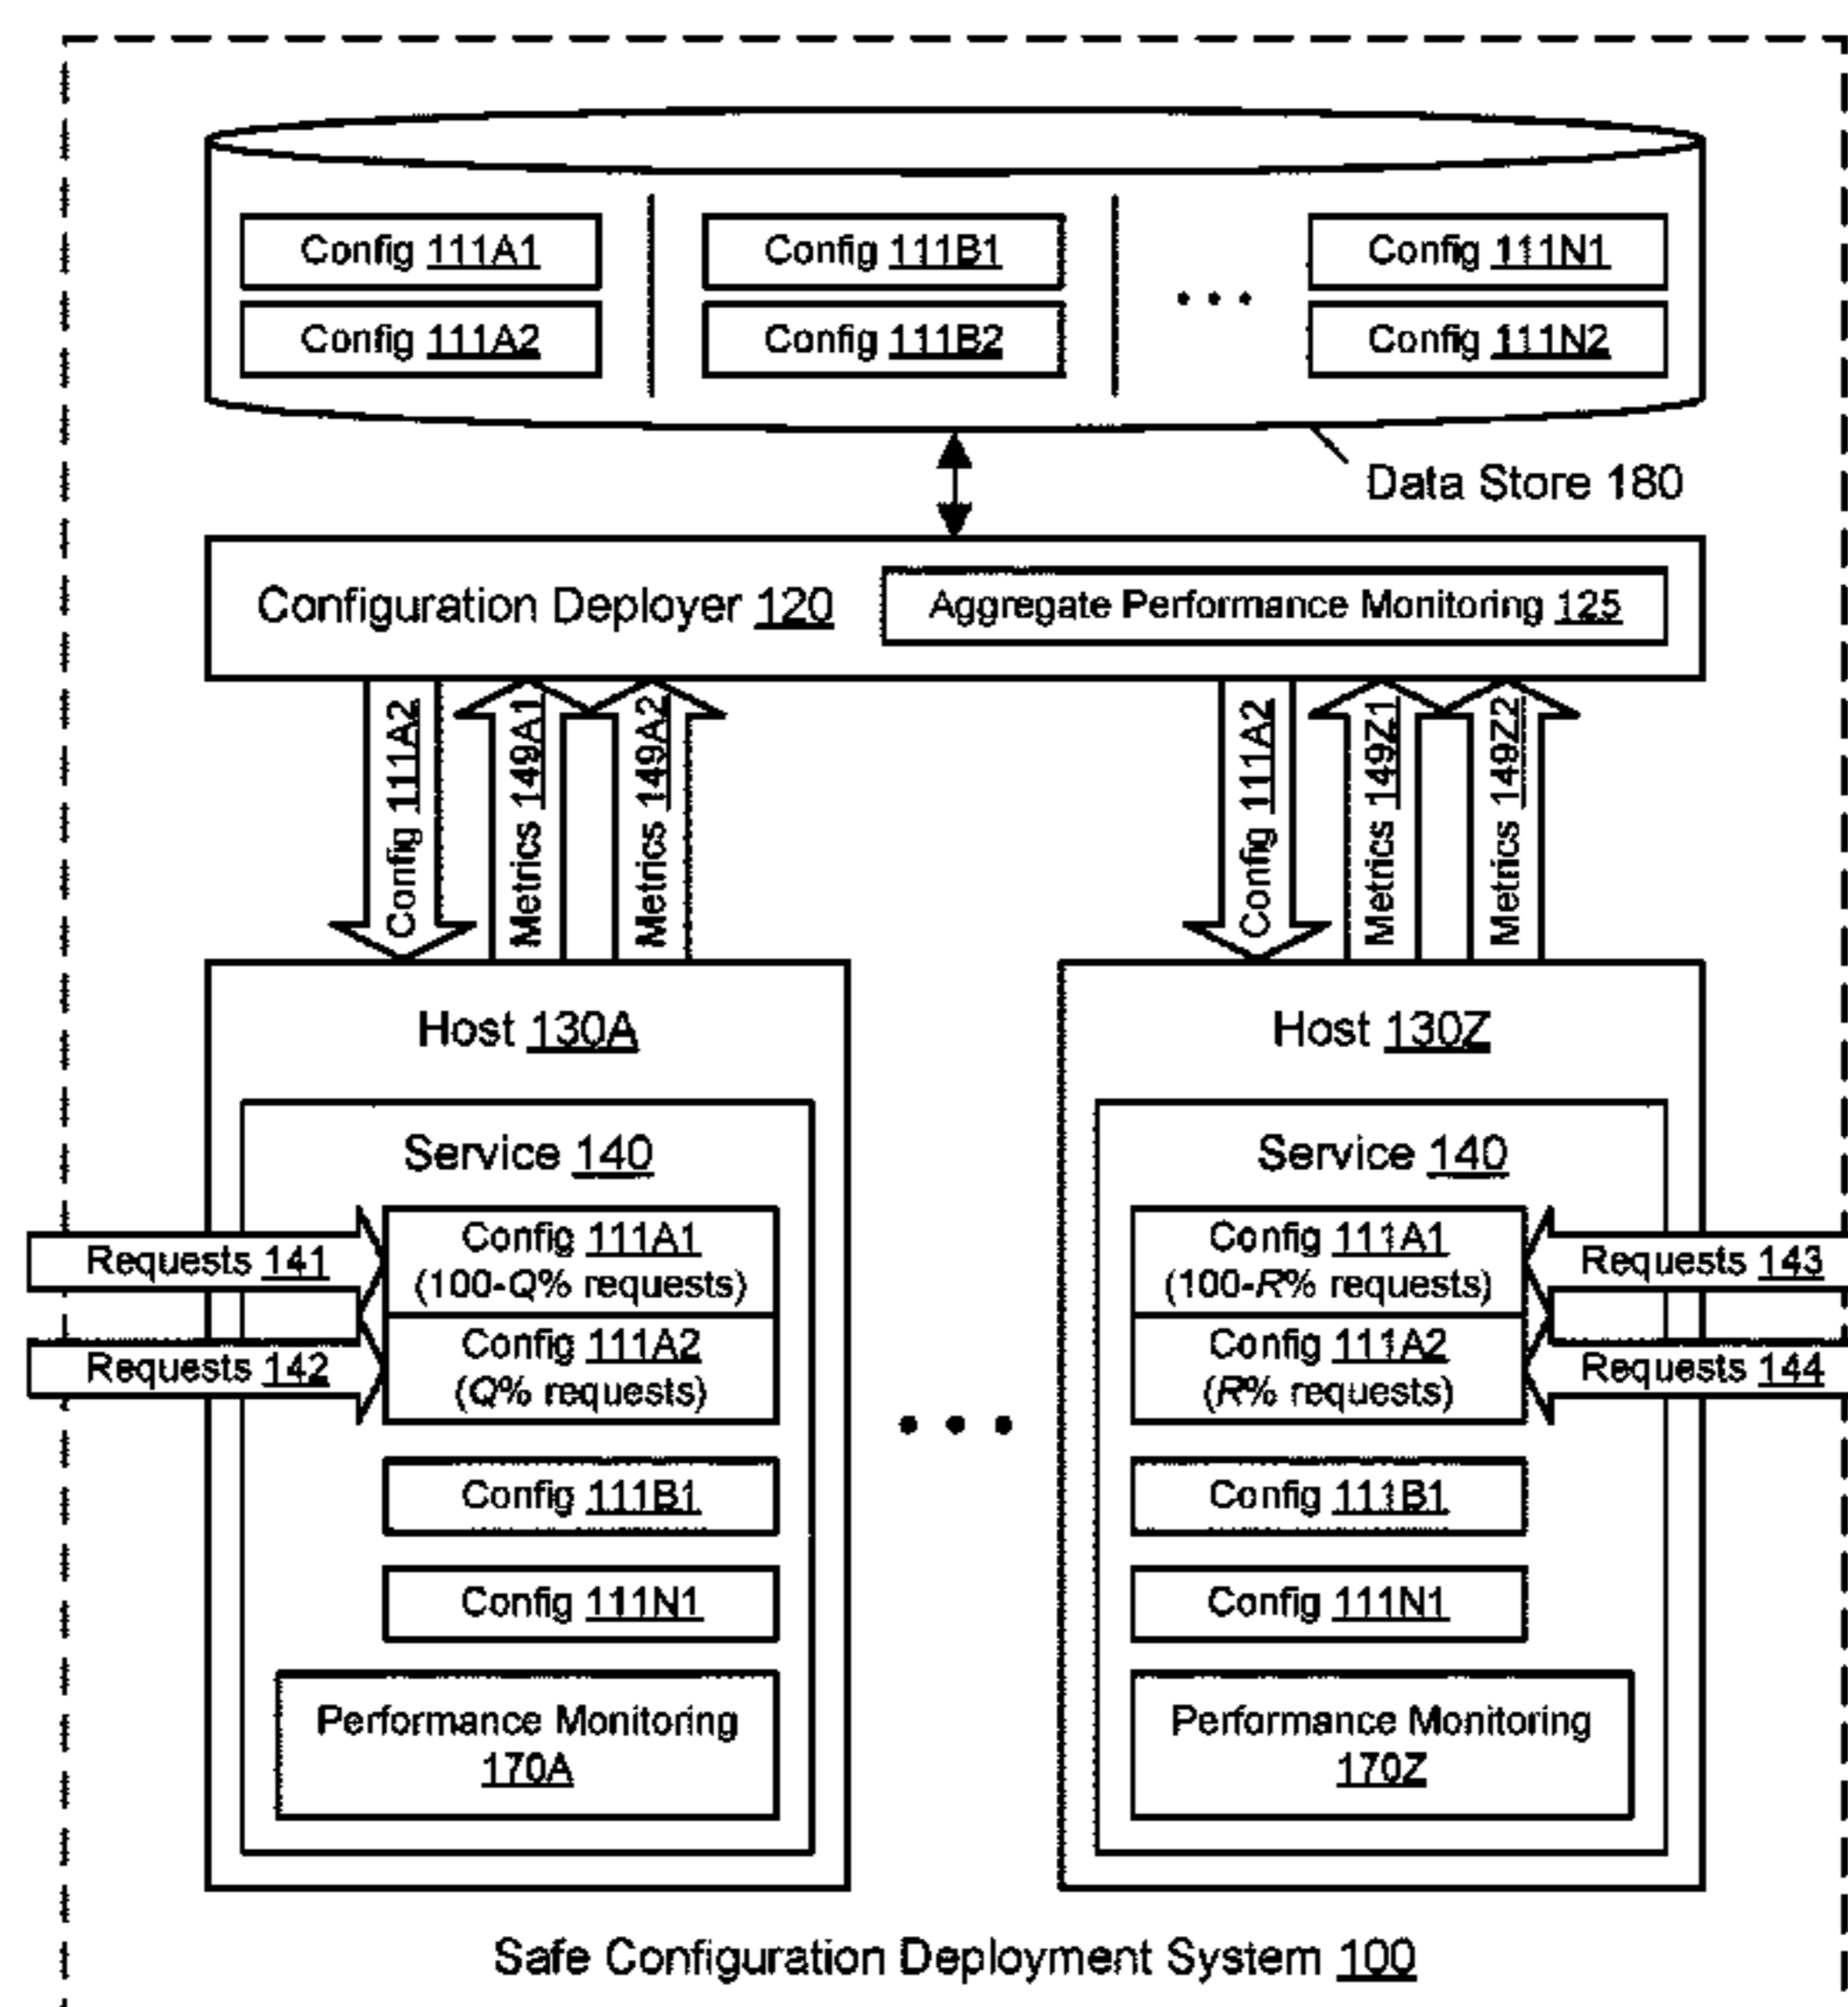 Config 111A1
Config 111B1
Config 111N1
Config 111A2
Config 111B2
Config 111N2
Data Store 180
Configuration Deployer 120
Aggregate Performance Monitoring 125
Config 111A2
Metrics 149A1
Metrics 149A2
Config 111A2
Metrics 149Z1
Metrics 149Z2
Host 130A
Service 140
Requests 141
Config 111A1
(100-Q% requests)
Requests 142
Config 111A2
(Q% requests)
Config 111B1
Config 111N1
Performance Monitoring
170A
Host 130Z
Service 140
Config 111A1
(100-R% requests)
Requests 143
Config 111A2
(R% requests)
Requests 144
Config 111B1
Config 111N1
Performance Monitoring
170Z
Safe Configuration Deployment System 100